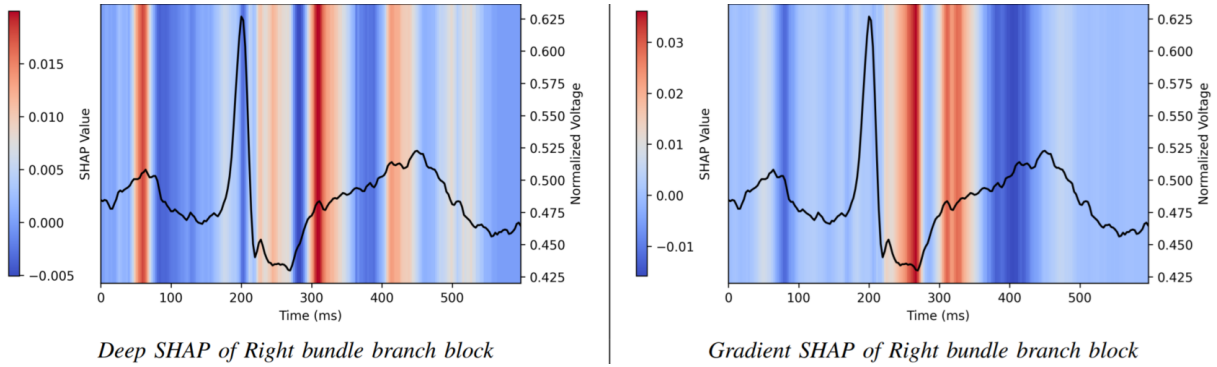 0.015
0.010
0.005
0.000
−0.005
SHAP Value
0.625
0.600
0.575
0.550
0.525
0.500
0.475
0.450
0.425
Normalized Voltage
0 100 200 300 400 500
Time (ms)
Deep SHAP of Right bundle branch block
0.03
0.02
0.01
0.00
−0.01
SHAP Value
0.625
0.600
0.575
0.550
0.525
0.500
0.475
0.450
0.425
Normalized Voltage
0 100 200 300 400 500
Time (ms)
Gradient SHAP of Right bundle branch block